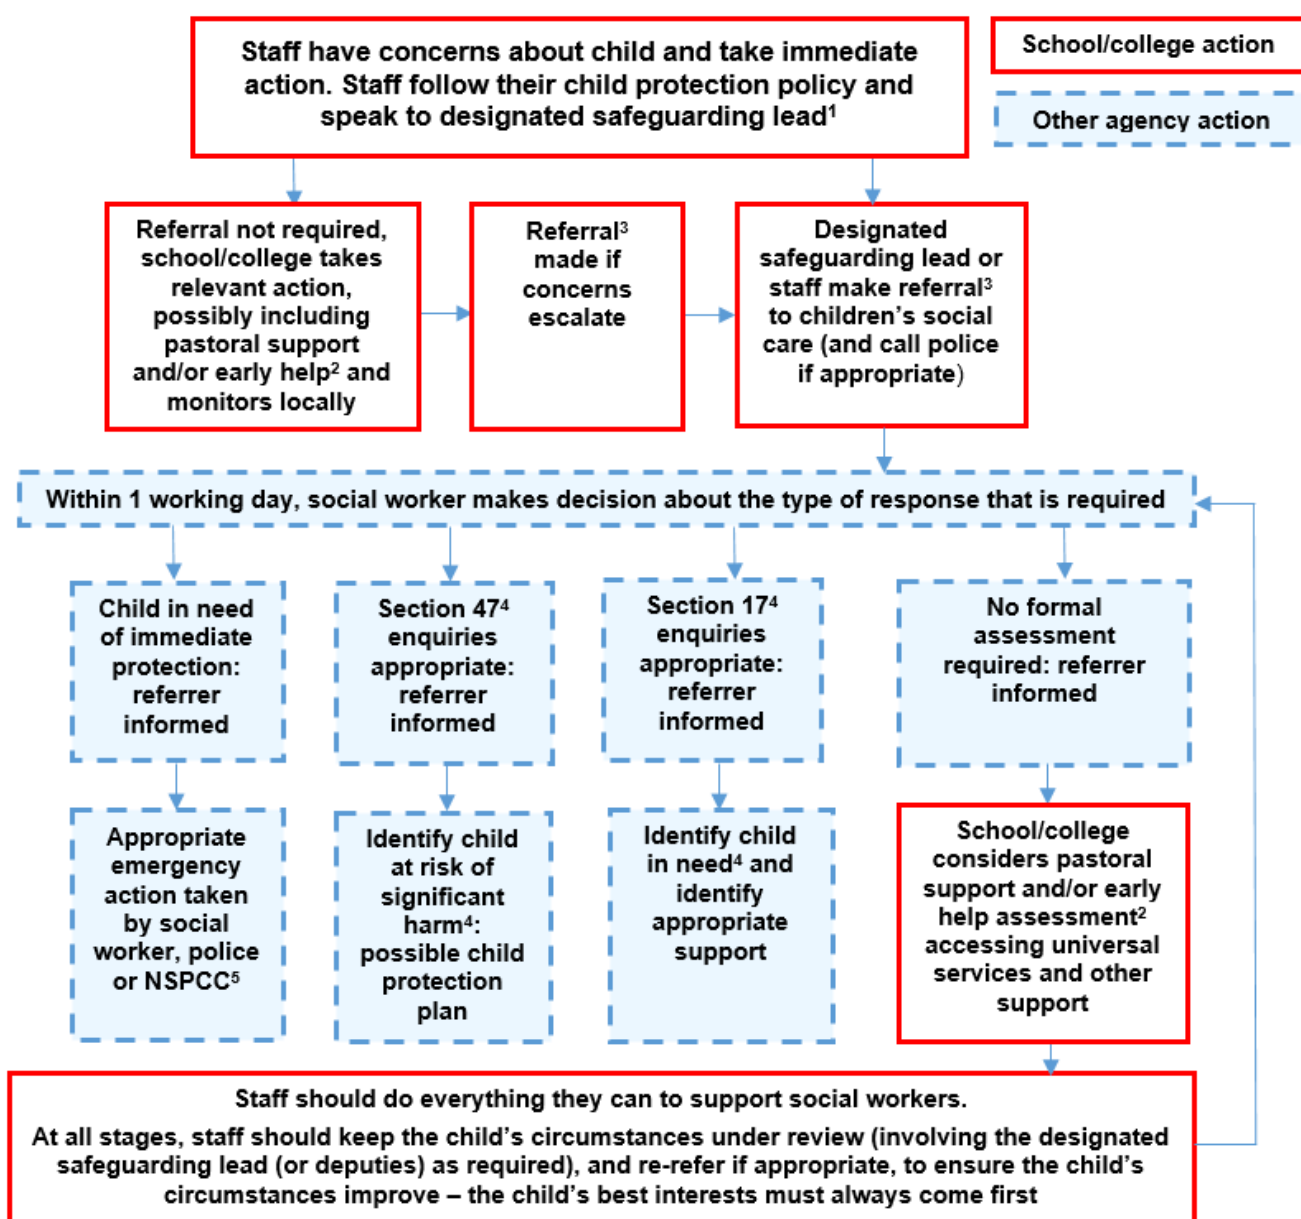 Staff have concerns about child and take immediate
action. Staff follow their child protection policy and
speak to designated safeguarding lead¹
School/college action
Other agency action
Referral not required,
school/college takes
relevant action,
possibly including
pastoral support
and/or early help² and
monitors locally
Referral³
made if
concerns
escalate
Designated
safeguarding lead or
staff make referral³
to children’s social
care (and call police
if appropriate)
Within 1 working day, social worker makes decision about the type of response that is required
Child in need
of immediate
protection:
referrer
informed
Section 47⁴
enquiries
appropriate:
referrer
informed
Section 17⁴
enquiries
appropriate:
referrer
informed
No formal
assessment
required: referrer
informed
Appropriate
emergency
action taken
by social
worker, police
or NSPCC⁵
Identify child
at risk of
significant
harm⁴:
possible child
protection
plan
Identify child
in need⁴ and
identify
appropriate
support
School/college
considers pastoral
support and/or early
help assessment²
accessing universal
services and other
support
Staff should do everything they can to support social workers.
At all stages, staff should keep the child’s circumstances under review (involving the designated
safeguarding lead (or deputies) as required), and re-refer if appropriate, to ensure the child’s
circumstances improve – the child’s best interests must always come first